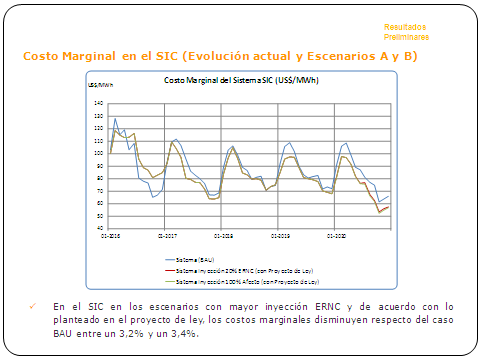 Resultados
Preliminares
Costo Marginal en el SIC (Evolución actual y Escenarios A y B)
Costo Marginal del Sistema SIC (US$/MWh)
US$/MWh
140
130
120
110
100
90
80
70
60
50
40
01-2016 01-2017 01-2018 01-2019 01-2020
Sistema (BAU)
Sistema Inyección 20% ERNC (con Proyecto de Ley)
Sistema Inyección 100% Afecto (con Proyecto de Ley)
✓ En el SIC en los escenarios con mayor inyección ERNC y de acuerdo con lo
planteado en el proyecto de ley, los costos marginales disminuyen respecto del caso
BAU entre un 3,2% y un 3,4%.